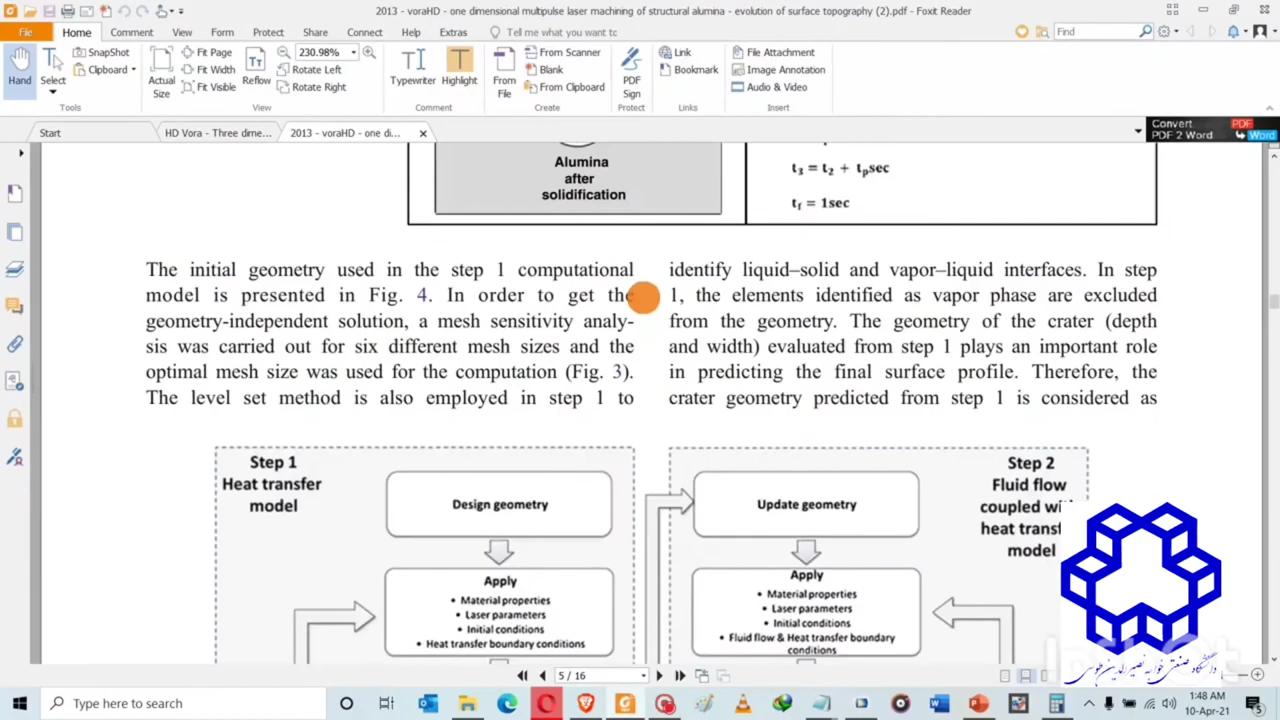 2013 - voraHD - one dimensional multipulse laser machining of structural alumina - evolution of surface topography (2).pdf - Foxit Reader
File Home Comment View Form Protect Share Connect Help Extras Tell me what you want tc Find
Hand
Select
SnapShot
Clipboard
Tools
Actual Size
Fit Page
Fit Width
Fit Visible
Reflow
230.98%
Rotate Left
Rotate Right
View
Typewriter
Highlight
Comment
From File
From Scanner
Blank
From Clipboard
Create
PDF Sign
Protect
Link
Bookmark
Links
File Attachment
Image Annotation
Audio & Video
Insert
Start HD Vora - Three dime... 2013 - voraHD - one di...
Convert PDF
PDF 2 Word Word
Alumina
after
solidification
t3 = t2 + tpsec
tf = 1sec
The initial geometry used in the step 1 computational
model is presented in Fig. 4. In order to get the
geometry-independent solution, a mesh sensitivity analy-
sis was carried out for six different mesh sizes and the
optimal mesh size was used for the computation (Fig. 3).
The level set method is also employed in step 1 to
identify liquid–solid and vapor–liquid interfaces. In step
1, the elements identified as vapor phase are excluded
from the geometry. The geometry of the crater (depth
and width) evaluated from step 1 plays an important role
in predicting the final surface profile. Therefore, the
crater geometry predicted from step 1 is considered as
Step 1
Heat transfer
model
Design geometry
Apply
• Material properties
• Laser parameters
• Initial conditions
• Heat transfer boundary conditions
Step 2
Fluid flow
coupled wi
heat transf
model
Update geometry
Apply
• Material properties
• Laser parameters
• Initial conditions
• Fluid flow & Heat transfer boundary
conditions
5 / 16
Type here to search
1:48 AM
10-Apr-21
5